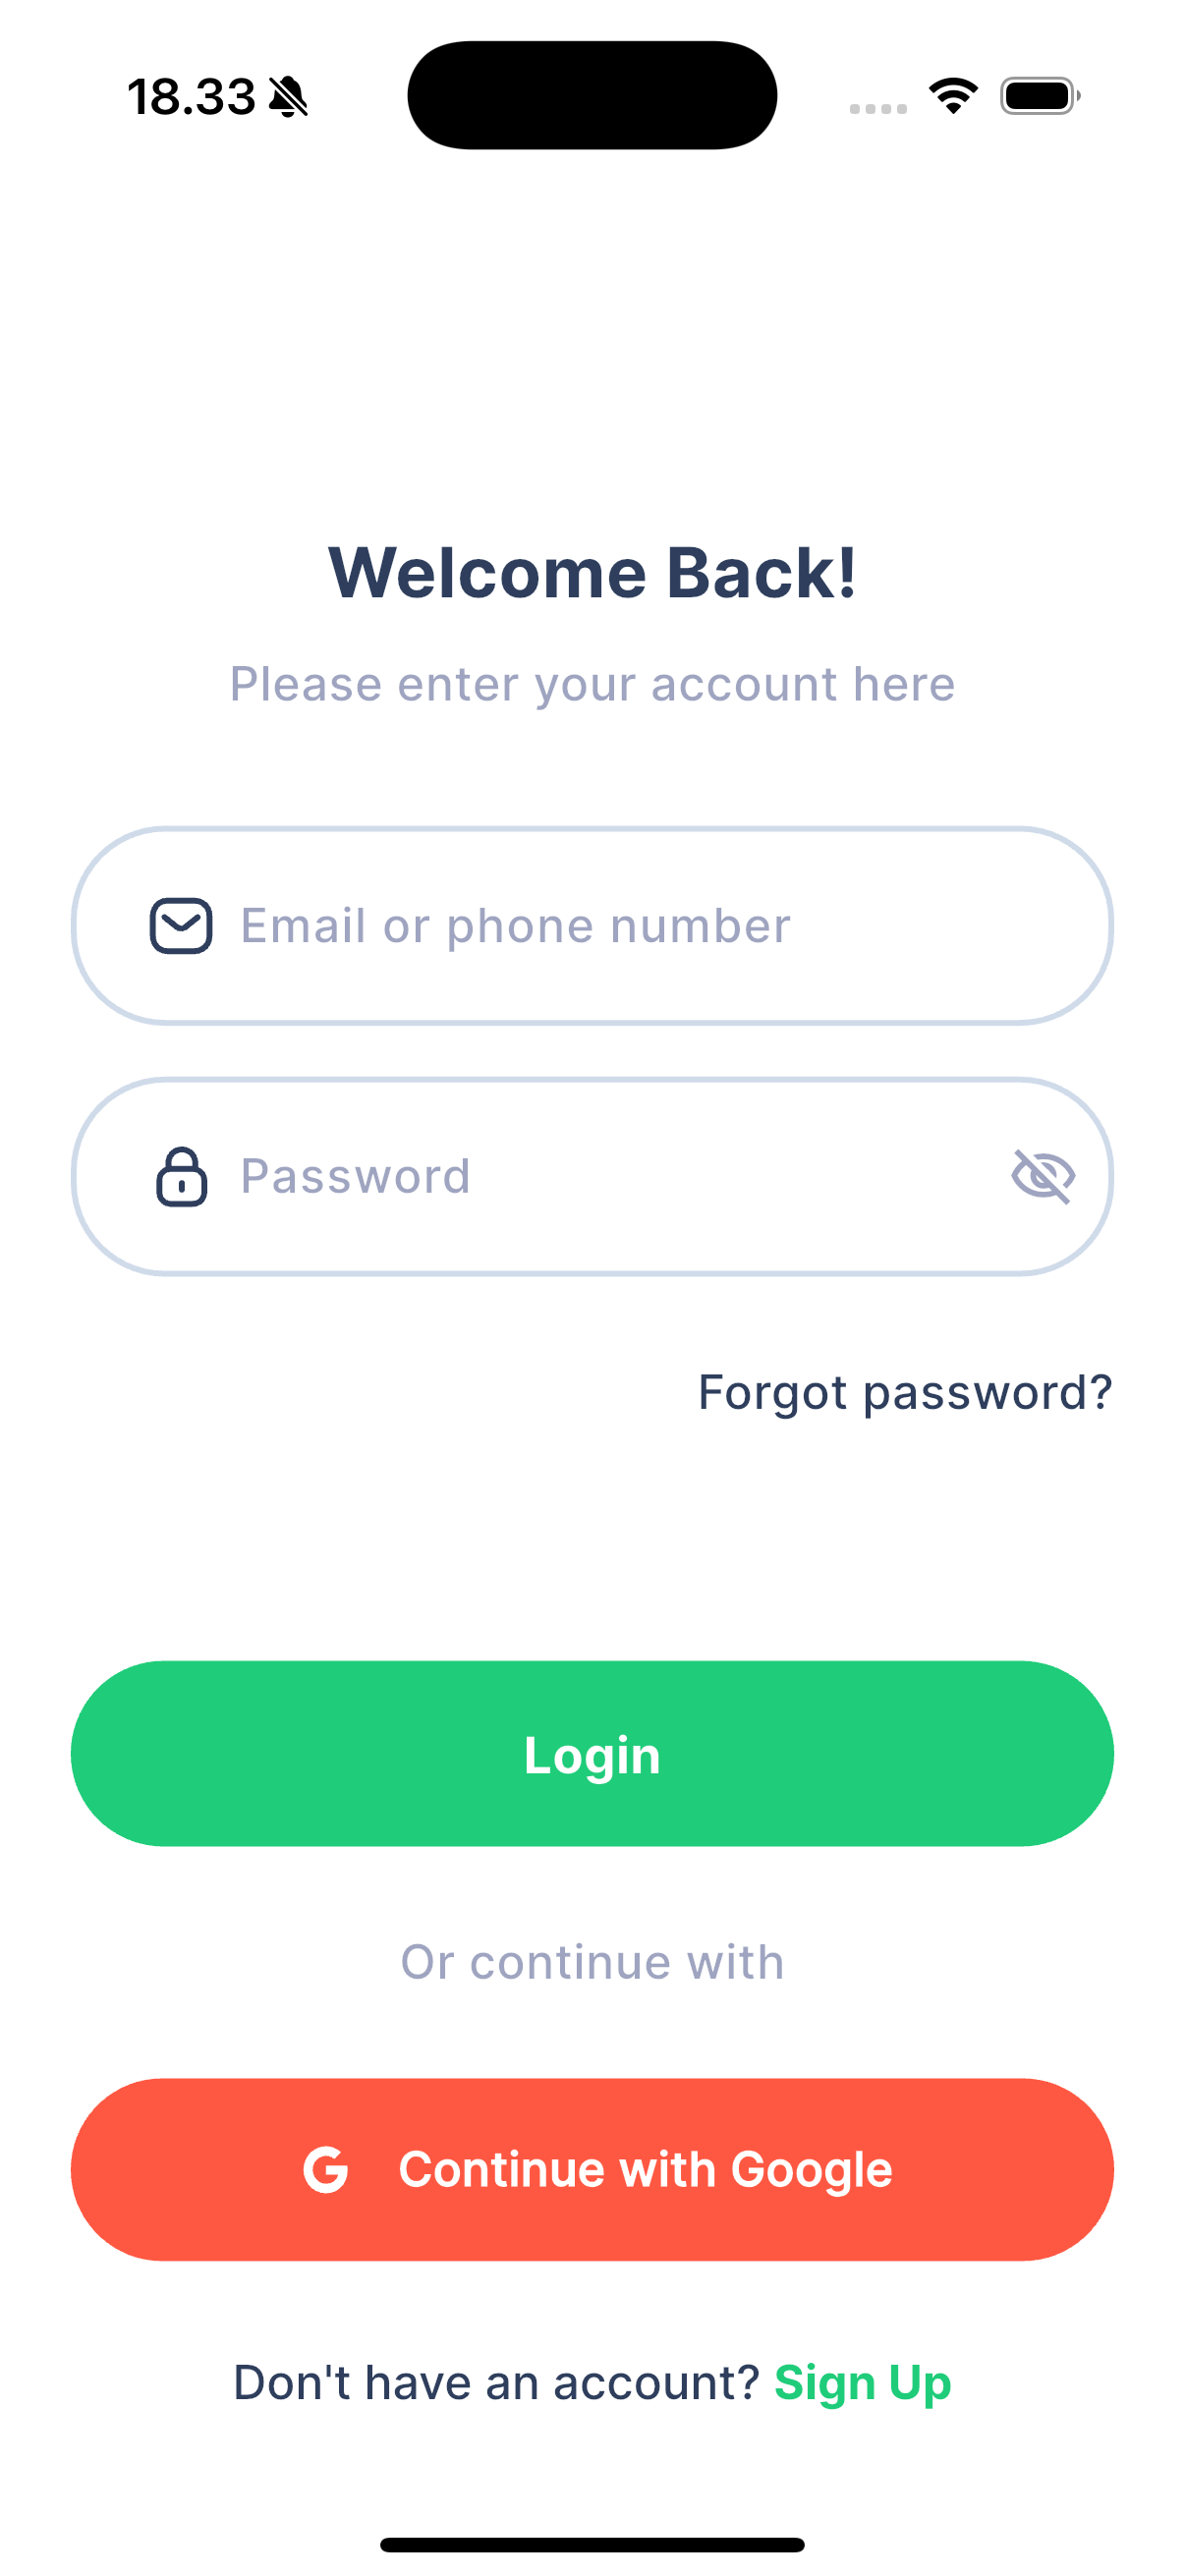 18.33
Welcome Back!
Please enter your account here
Email or phone number
Password
Forgot password?
Login
Or continue with
G Continue with Google
Don't have an account? Sign Up